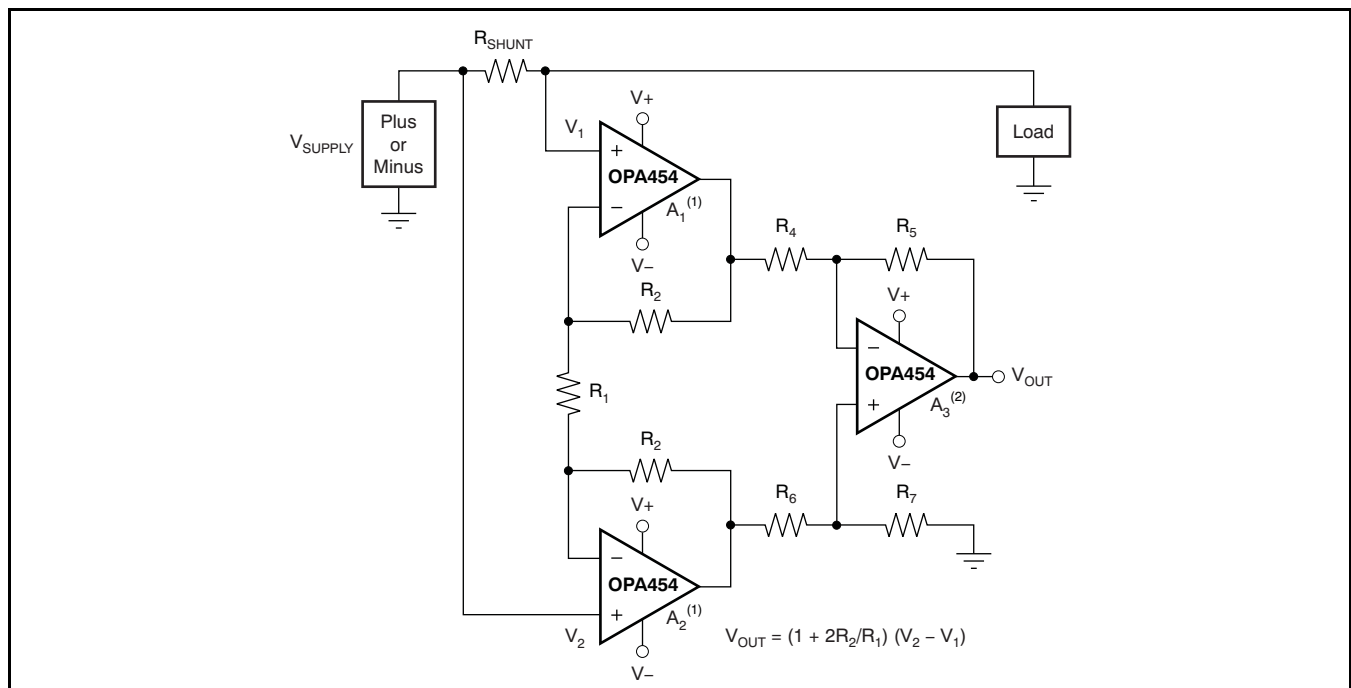 R_SHUNT
V_SUPPLY
Plus
or
Minus
V_1
V+
+
OPA454
−
A_1^(1)
V−
Load
R_4
R_5
R_2
V+
−
OPA454
+
A_3^(2)
V−
V_OUT
R_1
R_2
R_6
R_7
V+
−
OPA454
+
A_2^(1)
V_2
V−
V_OUT = (1 + 2R_2/R_1) (V_2 − V_1)